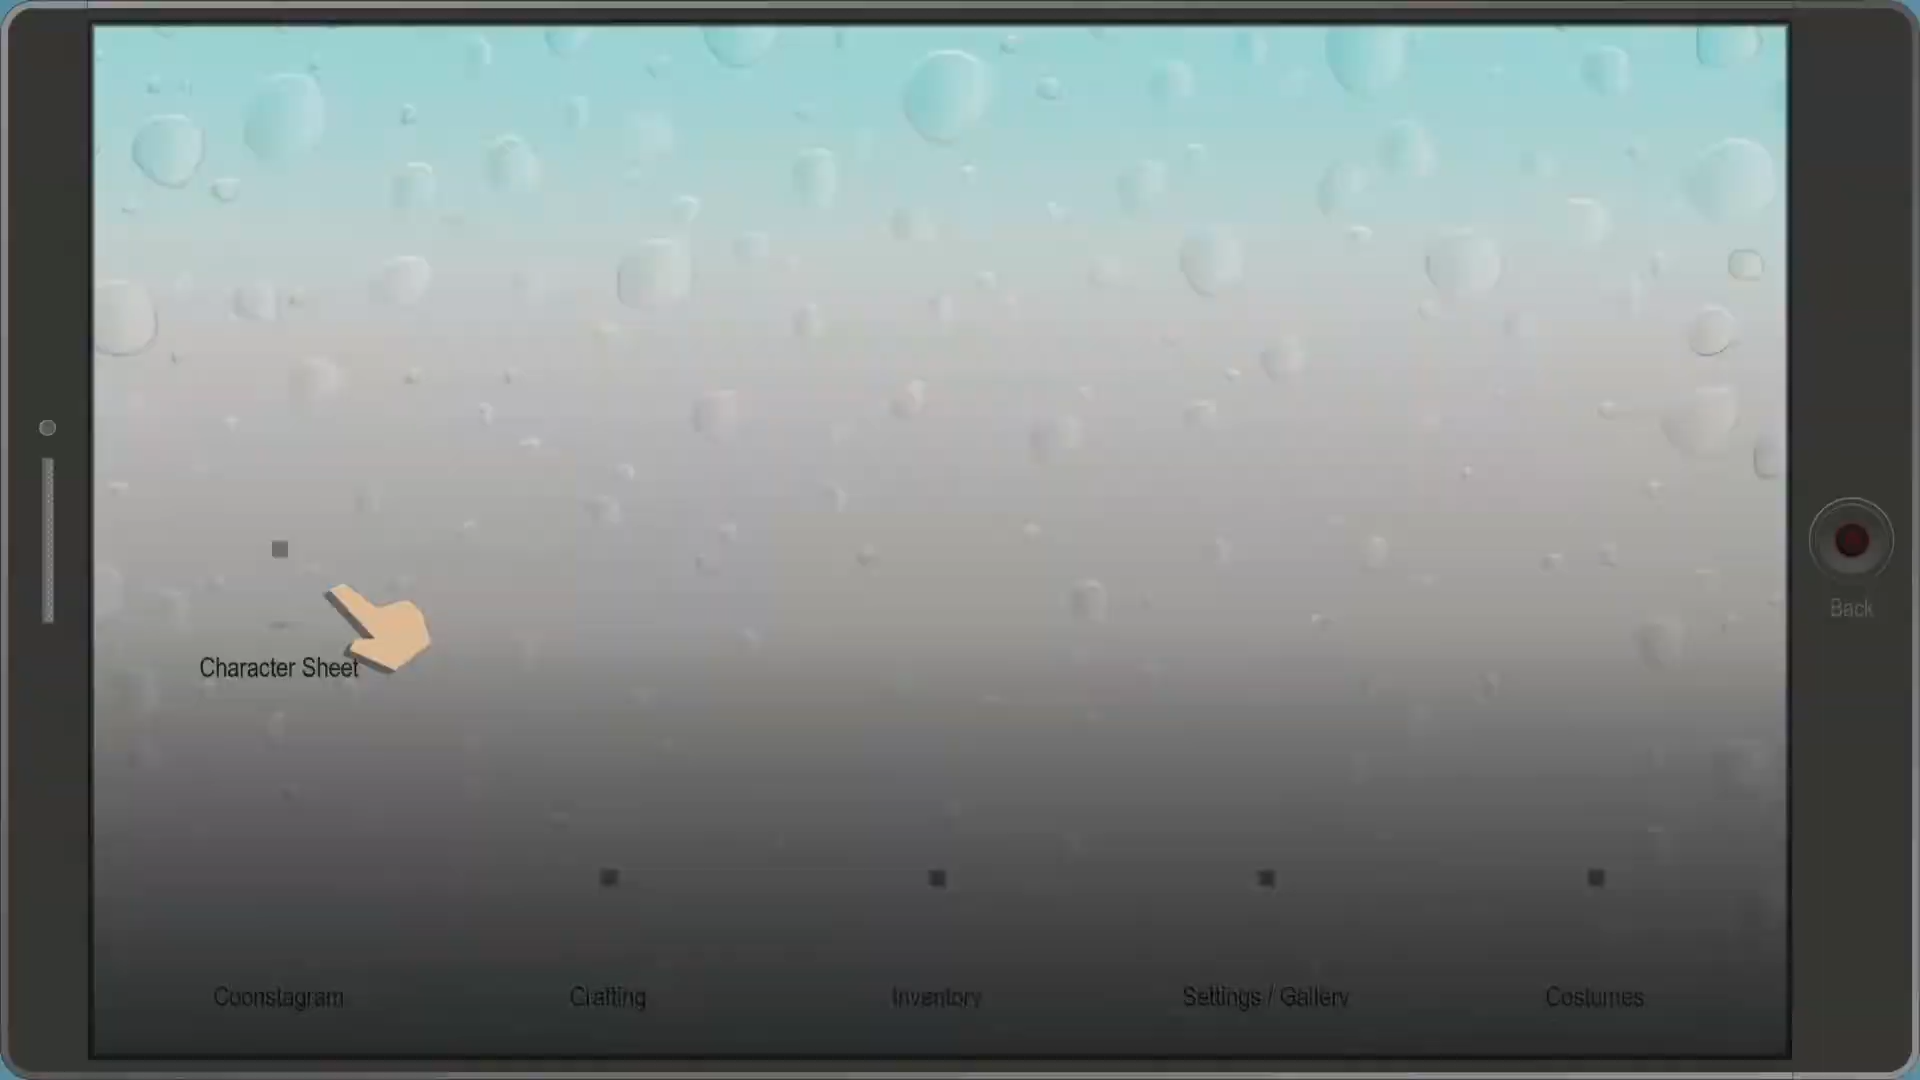 Back
Character Sheet
Coonstagram
Crafting
Inventory
Settings / Gallery
Costumes